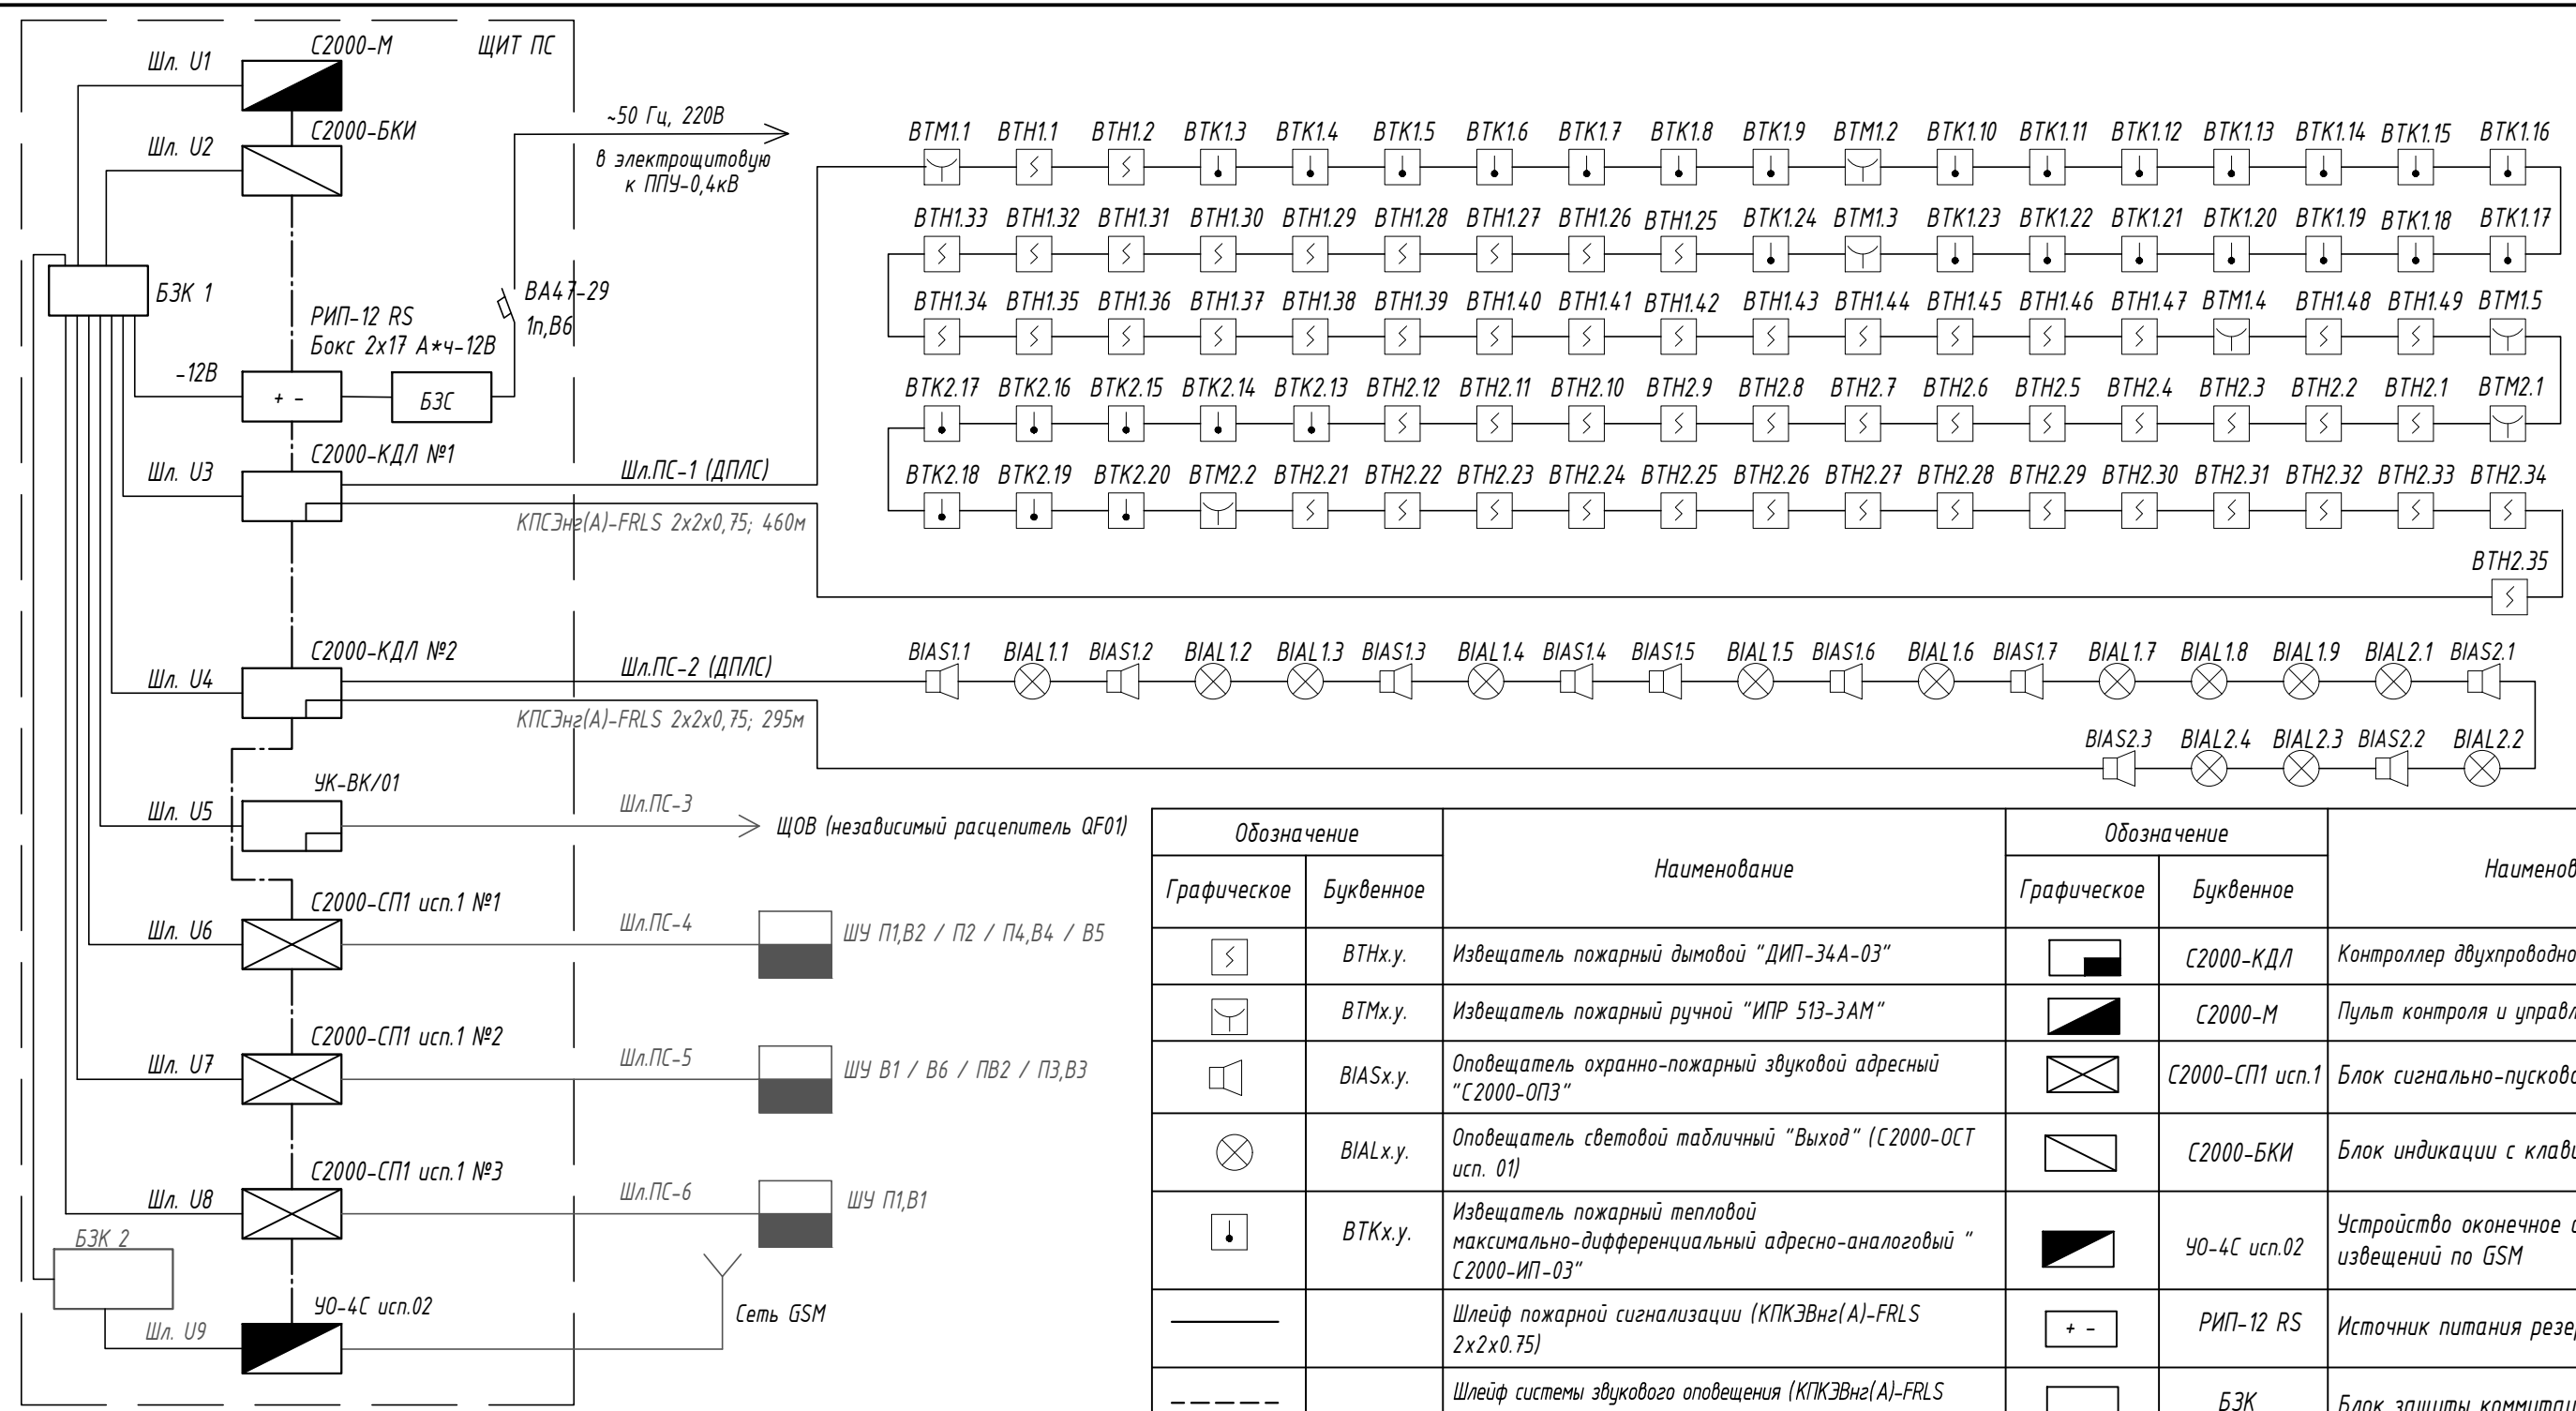 С2000-М
ЩИТ ПС
Шл. U1
С2000-БКИ
Шл. U2
~50 Гц, 220В
в электрощитовую
к ППУ-0,4кВ
БЗК 1
ВА47-29
1п,В6
РИП-12 RS
Бокс 2х17 А*ч-12В
-12В
+ -
БЗС
С2000-КДЛ №1
Шл. U3
Шл.ПС-1 (ДПЛС)
КПСЭнг(А)-FRLS 2х2х0,75; 460м
ВТМ1.1 ВТН1.1 ВТН1.2 ВТК1.3 ВТК1.4 ВТК1.5 ВТК1.6 ВТК1.7 ВТК1.8 ВТК1.9 ВТМ1.2 ВТК1.10 ВТК1.11 ВТК1.12 ВТК1.13 ВТК1.14 ВТК1.15 ВТК1.16
ВТН1.33 ВТН1.32 ВТН1.31 ВТН1.30 ВТН1.29 ВТН1.28 ВТН1.27 ВТН1.26 ВТН1.25 ВТК1.24 ВТМ1.3 ВТК1.23 ВТК1.22 ВТК1.21 ВТК1.20 ВТК1.19 ВТК1.18 ВТК1.17
ВТН1.34 ВТН1.35 ВТН1.36 ВТН1.37 ВТН1.38 ВТН1.39 ВТН1.40 ВТН1.41 ВТН1.42 ВТН1.43 ВТН1.44 ВТН1.45 ВТН1.46 ВТН1.47 ВТМ1.4 ВТН1.48 ВТН1.49 ВТМ1.5
ВТК2.17 ВТК2.16 ВТК2.15 ВТК2.14 ВТК2.13 ВТН2.12 ВТН2.11 ВТН2.10 ВТН2.9 ВТН2.8 ВТН2.7 ВТН2.6 ВТН2.5 ВТН2.4 ВТН2.3 ВТН2.2 ВТН2.1 ВТМ2.1
ВТК2.18 ВТК2.19 ВТК2.20 ВТМ2.2 ВТН2.21 ВТН2.22 ВТН2.23 ВТН2.24 ВТН2.25 ВТН2.26 ВТН2.27 ВТН2.28 ВТН2.29 ВТН2.30 ВТН2.31 ВТН2.32 ВТН2.33 ВТН2.34
ВТН2.35
С2000-КДЛ №2
Шл. U4
Шл.ПС-2 (ДПЛС)
КПСЭнг(А)-FRLS 2х2х0,75; 295м
BIAS1.1 BIAL1.1 BIAS1.2 BIAL1.2 BIAL1.3 BIAS1.3 BIAL1.4 BIAS1.4 BIAS1.5 BIAL1.5 BIAS1.6 BIAL1.6 BIAS1.7 BIAL1.7 BIAL1.8 BIAL1.9 BIAL2.1 BIAS2.1
BIAS2.3 BIAL2.4 BIAL2.3 BIAS2.2 BIAL2.2
УК-ВК/01
Шл. U5
Шл.ПС-3
ЩОВ (независимый расцепитель QF01)
С2000-СП1 исп.1 №1
Шл. U6
Шл.ПС-4
ШУ П1,В2 / П2 / П4,В4 / В5
С2000-СП1 исп.1 №2
Шл. U7
Шл.ПС-5
ШУ В1 / В6 / ПВ2 / П3,В3
С2000-СП1 исп.1 №3
Шл. U8
Шл.ПС-6
ШУ П1,В1
БЗК 2
УО-4С исп.02
Шл. U9
Сеть GSM
Обозначение
Наименование
Обозначение
Графическое
Буквенное
Графическое
Буквенное
ВТНх.у.
Извещатель пожарный дымовой "ДИП-34А-03"
С2000-КДЛ
Контроллер
ВТМх.у.
Извещатель пожарный ручной "ИПР 513-3АМ"
С2000-М
Пульт контроля и
BIASх.у.
Оповещатель охранно-пожарный звуковой адресный
"С2000-ОПЗ"
С2000-СП1 исп.1
Блок
BIALх.у.
Оповещатель световой табличный "Выход" (С2000-ОСТ
исп. 01)
С2000-БКИ
Блок индикации с
ВТКх.у.
Извещатель пожарный тепловой
максимально-дифференциальный адресно-аналоговый "
С2000-ИП-03"
УО-4С исп.02
Устройство оконечное
извещений по GSM
Шлейф пожарной сигнализации (КПКЭВнг(А)-FRLS
2х2х0.75)
+ -
РИП-12 RS
Источник питания
Шлейф системы звукового оповещения (КПКЭВнг(А)-FRLS
БЗК
Блок защиты